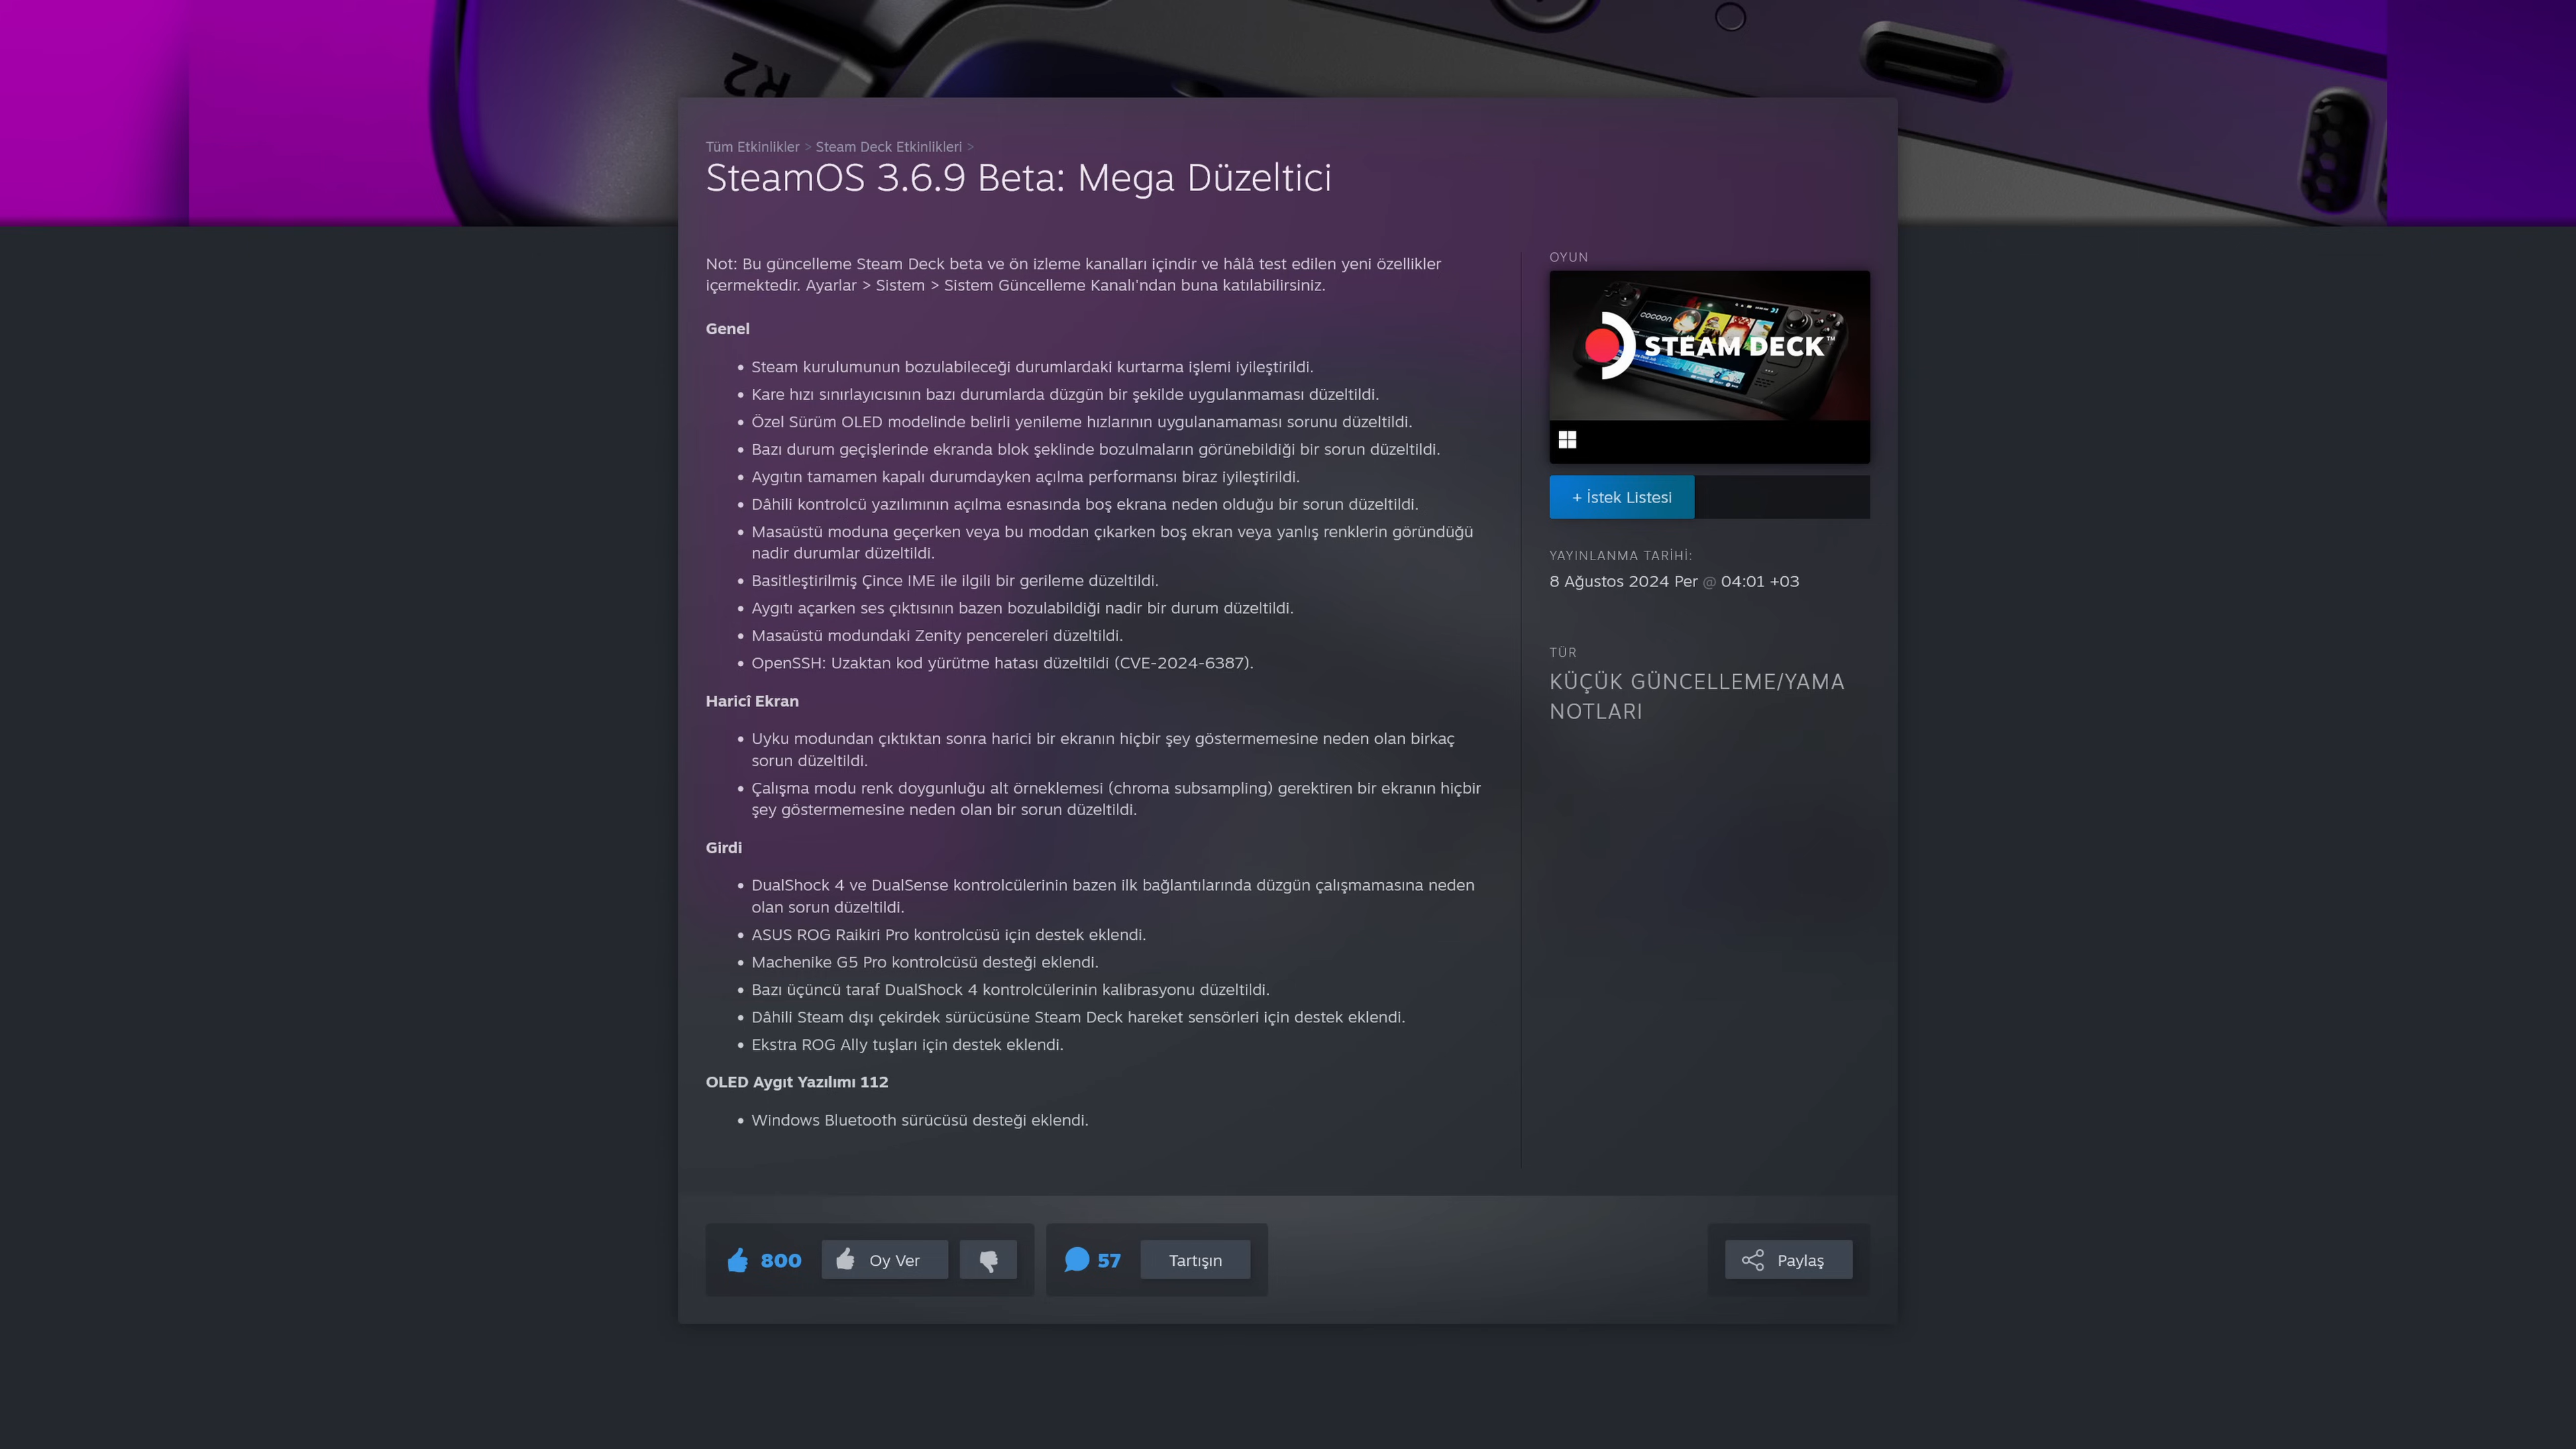 R2
Tüm Etkinlikler > Steam Deck Etkinlikleri >
SteamOS 3.6.9 Beta: Mega Düzeltici
Not: Bu güncelleme Steam Deck beta ve ön izleme kanalları içindir ve hâlâ test edilen yeni özellikler
içermektedir. Ayarlar > Sistem > Sistem Güncelleme Kanalı'ndan buna katılabilirsiniz.
Genel
• Steam kurulumunun bozulabileceği durumlardaki kurtarma işlemi iyileştirildi.
• Kare hızı sınırlayıcısının bazı durumlarda düzgün bir şekilde uygulanmaması düzeltildi.
• Özel Sürüm OLED modelinde belirli yenileme hızlarının uygulanamaması sorunu düzeltildi.
• Bazı durum geçişlerinde ekranda blok şeklinde bozulmaların görünebildiği bir sorun düzeltildi.
• Aygıtın tamamen kapalı durumdayken açılma performansı biraz iyileştirildi.
• Dâhili kontrolcü yazılımının açılma esnasında boş ekrana neden olduğu bir sorun düzeltildi.
• Masaüstü moduna geçerken veya bu moddan çıkarken boş ekran veya yanlış renklerin göründüğü
nadir durumlar düzeltildi.
• Basitleştirilmiş Çince IME ile ilgili bir gerileme düzeltildi.
• Aygıtı açarken ses çıktısının bazen bozulabildiği nadir bir durum düzeltildi.
• Masaüstü modundaki Zenity pencereleri düzeltildi.
• OpenSSH: Uzaktan kod yürütme hatası düzeltildi (CVE-2024-6387).
Haricî Ekran
• Uyku modundan çıktıktan sonra harici bir ekranın hiçbir şey göstermemesine neden olan birkaç
sorun düzeltildi.
• Çalışma modu renk doygunluğu alt örneklemesi (chroma subsampling) gerektiren bir ekranın hiçbir
şey göstermemesine neden olan bir sorun düzeltildi.
Girdi
• DualShock 4 ve DualSense kontrolcülerinin bazen ilk bağlantılarında düzgün çalışmamasına neden
olan sorun düzeltildi.
• ASUS ROG Raikiri Pro kontrolcüsü için destek eklendi.
• Machenike G5 Pro kontrolcüsü desteği eklendi.
• Bazı üçüncü taraf DualShock 4 kontrolcülerinin kalibrasyonu düzeltildi.
• Dâhili Steam dışı çekirdek sürücüsüne Steam Deck hareket sensörleri için destek eklendi.
• Ekstra ROG Ally tuşları için destek eklendi.
OLED Aygıt Yazılımı 112
• Windows Bluetooth sürücüsü desteği eklendi.
OYUN
COCOON
STEAM DECK™
+ İstek Listesi
YAYINLANMA TARİHİ:
8 Ağustos 2024 Per @ 04:01 +03
TÜR
KÜÇÜK GÜNCELLEME/YAMA
NOTLARI
800
Oy Ver
57
Tartışın
Paylaş